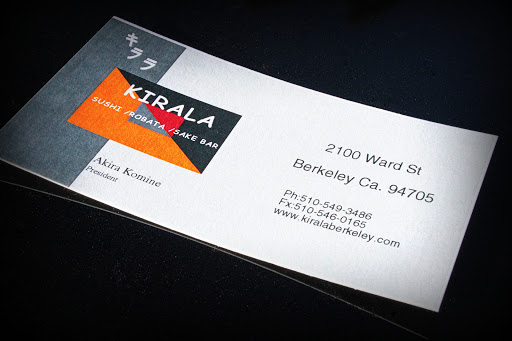 キララ
KIRALA
SUSHI /ROBATA /SAKE BAR
Akira Komine
President
2100 Ward St
Berkeley Ca. 94705
Ph:510-549-3486
Fx:510-546-0165
www.kiralaberkeley.com